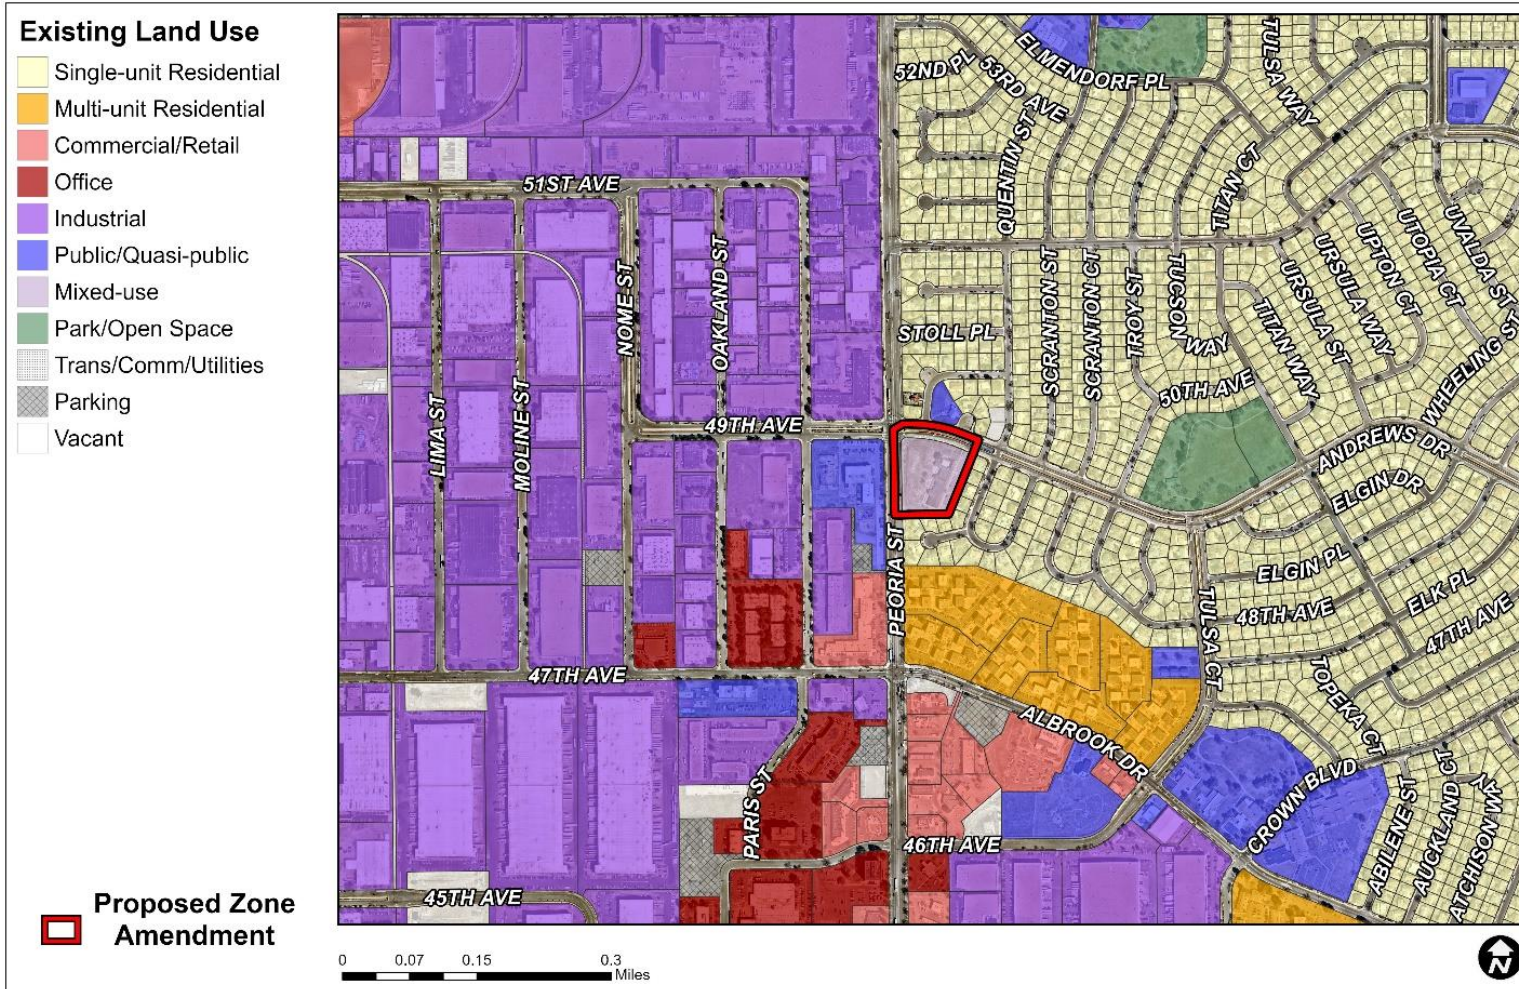 Existing Land Use
Single-unit Residential
Multi-unit Residential
Commercial/Retail
Office
Industrial
Public/Quasi-public
Mixed-use
Park/Open Space
Trans/Comm/Utilities
Parking
Vacant
Proposed Zone
Amendment
52ND PL
53RD AVE
ELMENDORF PL
TULSA WAY
51ST AVE
QUENTIN ST
TITAN CT
NOME ST
OAKLAND ST
STOLL PL
SCRANTON ST
SCRANTON CT
TROY ST
TUCSON WAY
TITAN WAY
URSULA ST
URSULA WAY
UPTON CT
UTOPIA CT
UVALDA ST
LIMA ST
MOLINE ST
49TH AVE
50TH AVE
ANDREWS DR
WHEELING ST
ELGIN DR
PEORIA ST
ELGIN PL
ELK PL
48TH AVE
47TH AVE
TULSA CT
47TH AVE
ALBROOK DR
TOPEKA CT
PARIS ST
46TH AVE
CROWN BLVD
ABILENE ST
AUCKLAND CT
ATCHISON WAY
45TH AVE
0 0.07 0.15 0.3
Miles
N